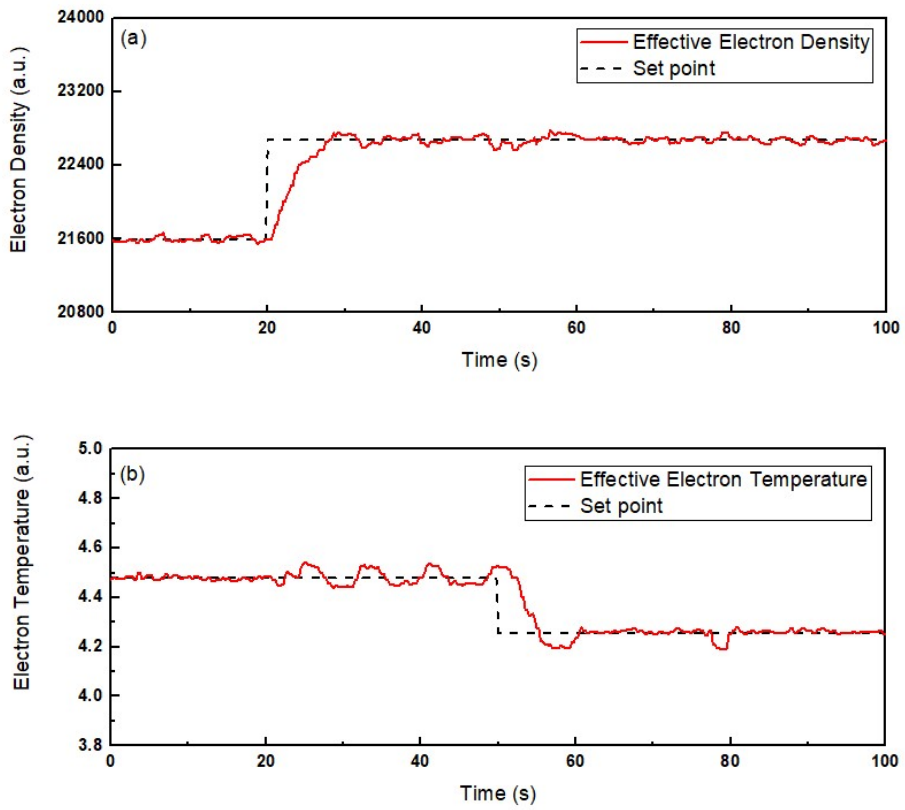 (a)
Effective Electron Density
Set point
24000
23200
22400
21600
20800
Electron Density (a.u.)
0 20 40 60 80 100
Time (s)
(b)
Effective Electron Temperature
Set point
5.0
4.8
4.6
4.4
4.2
4.0
3.8
Electron Temperature (a.u.)
0 20 40 60 80 100
Time (s)